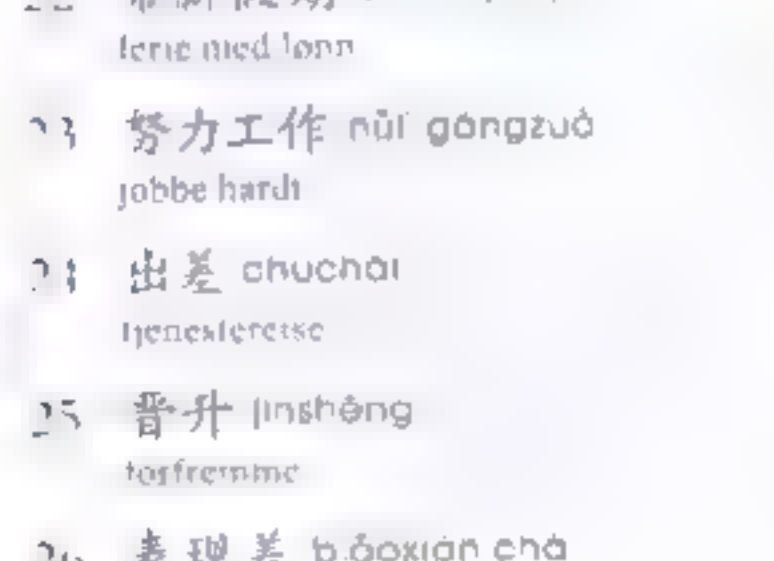 ferie med lønn
23 努力工作 nǔlì gōngzuò
jobbe hardt
24 出差 chūchāi
tjenestereise
25 晋升 jìnshēng
forfremme
26 表现差 biǎoxiàn chà